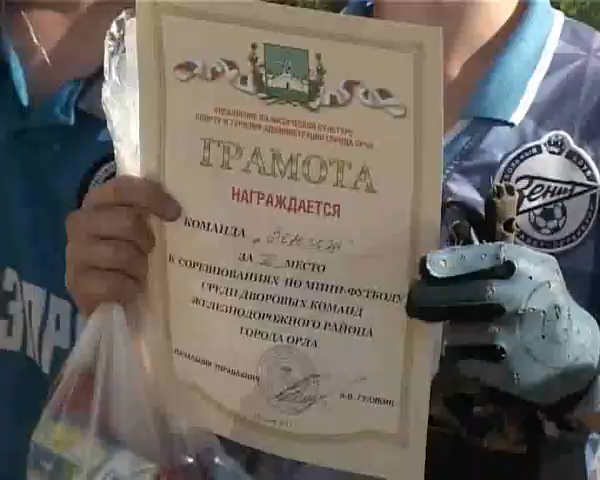 УПРАВЛЕНИЕ ФИЗИЧЕСКОЙ КУЛЬТУРЕ
СПОРТУ И ТУРИЗМУ АДМИНИСТРАЦИИ ГОРОДА ОРЛА
ГРАМОТА
НАГРАЖДАЕТСЯ
КОМАНДА
ЗА МЕСТО
В СОРЕВНОВАНИЯХ ПО МИНИ-ФУТБОЛУ
СРЕДИ ДВОРОВЫХ КОМАНД
ЖЕЛЕЗНОДОРОЖНОГО РАЙОНА
ГОРОДА ОРЛА
НАЧАЛЬНИК УПРАВЛЕНИЯ
Зенит